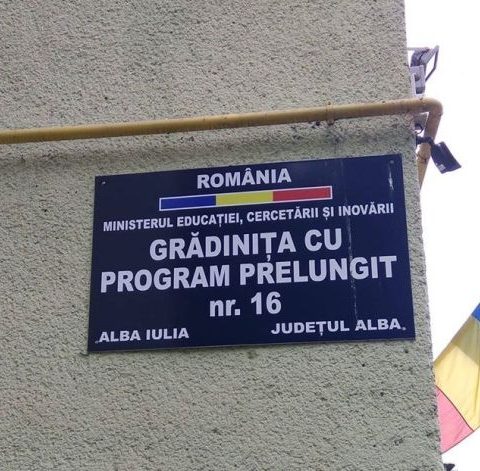 ROMÂNIA
MINISTERUL EDUCAȚIEI, CERCETĂRII ȘI INOVĂRII
GRĂDINIȚA CU
PROGRAM PRELUNGIT
nr. 16
ALBA IULIA JUDEȚUL ALBA